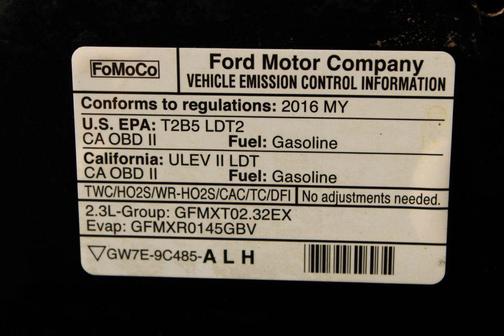 FoMoCo
Ford Motor Company
VEHICLE EMISSION CONTROL INFORMATION
Conforms to regulations: 2016 MY
U.S. EPA: T2B5 LDT2
CA OBD II Fuel: Gasoline
California: ULEV II LDT
CA OBD II Fuel: Gasoline
TWC/HO2S/WR-HO2S/CAC/TC/DFI No adjustments needed.
2.3L-Group: GFMXT02.32EX
Evap: GFMXR0145GBV
GW7E-9C485-ALH